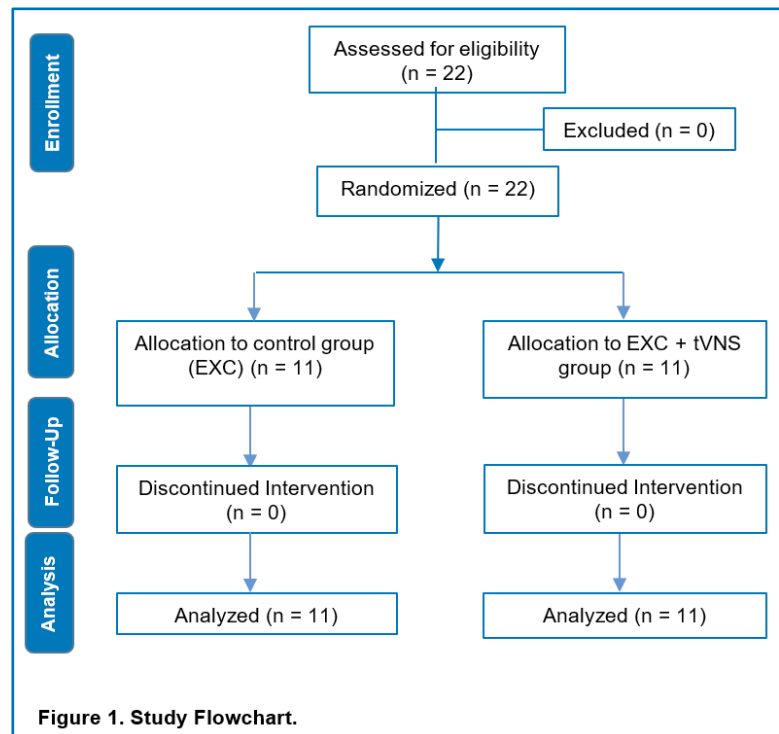 Enrollment
Assessed for eligibility
(n = 22)
Excluded (n = 0)
Randomized (n = 22)
Allocation
Allocation to control group
(EXC) (n = 11)
Allocation to EXC + tVNS
group (n = 11)
Follow-Up
Discontinued Intervention
(n = 0)
Discontinued Intervention
(n = 0)
Analysis
Analyzed (n = 11)
Analyzed (n = 11)
Figure 1. Study Flowchart.